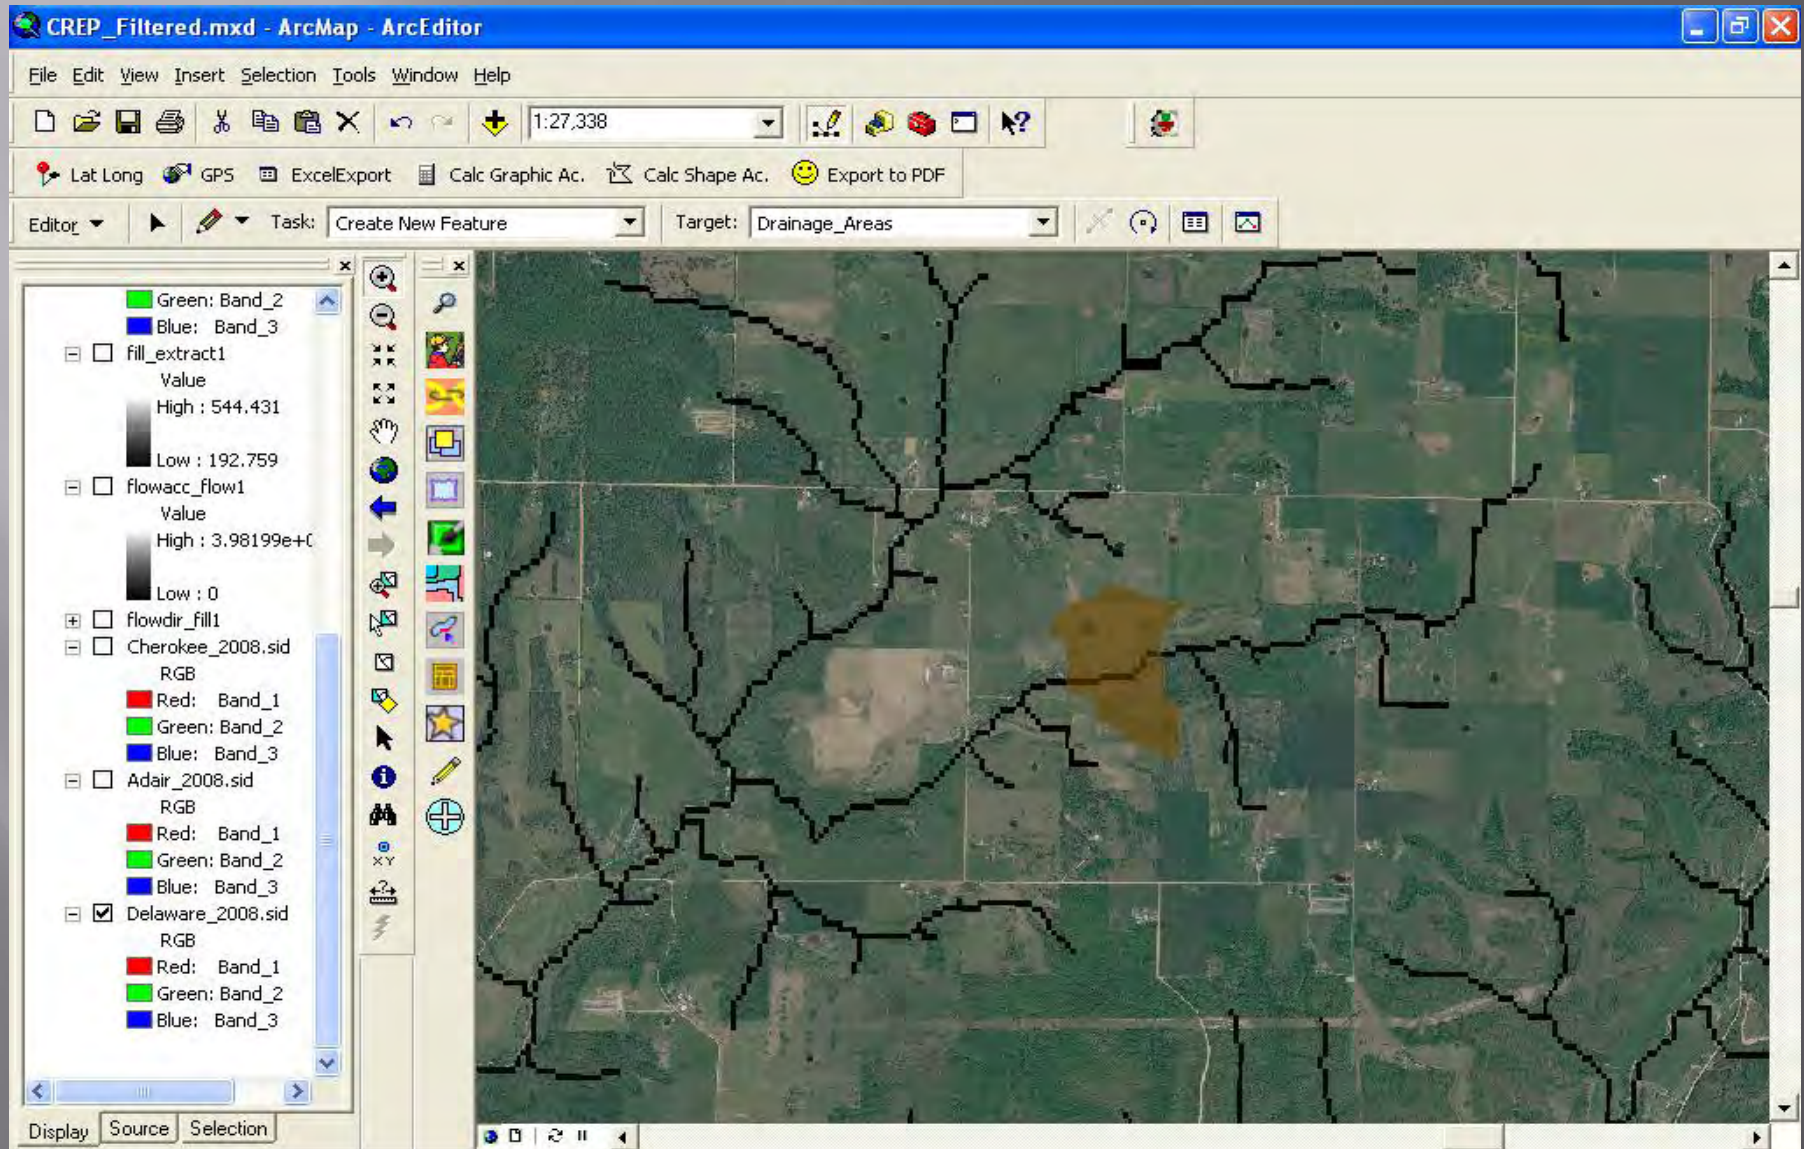 CREP_Filtered.mxd - ArcMap - ArcEditor
File Edit View Insert Selection Tools Window Help
1:27,338
Lat Long GPS ExcelExport Calc Graphic Ac. Calc Shape Ac. Export to PDF
Editor Task: Create New Feature Target: Drainage_Areas
Green: Band_2
Blue: Band_3
fill_extract1
Value
High : 544.431
Low : 192.759
flowacc_flow1
Value
High : 3.98199e+0
Low : 0
flowdir_fill1
Cherokee_2008.sid
RGB
Red: Band_1
Green: Band_2
Blue: Band_3
Adair_2008.sid
RGB
Red: Band_1
Green: Band_2
Blue: Band_3
Delaware_2008.sid
RGB
Red: Band_1
Green: Band_2
Blue: Band_3
XY
Display Source Selection